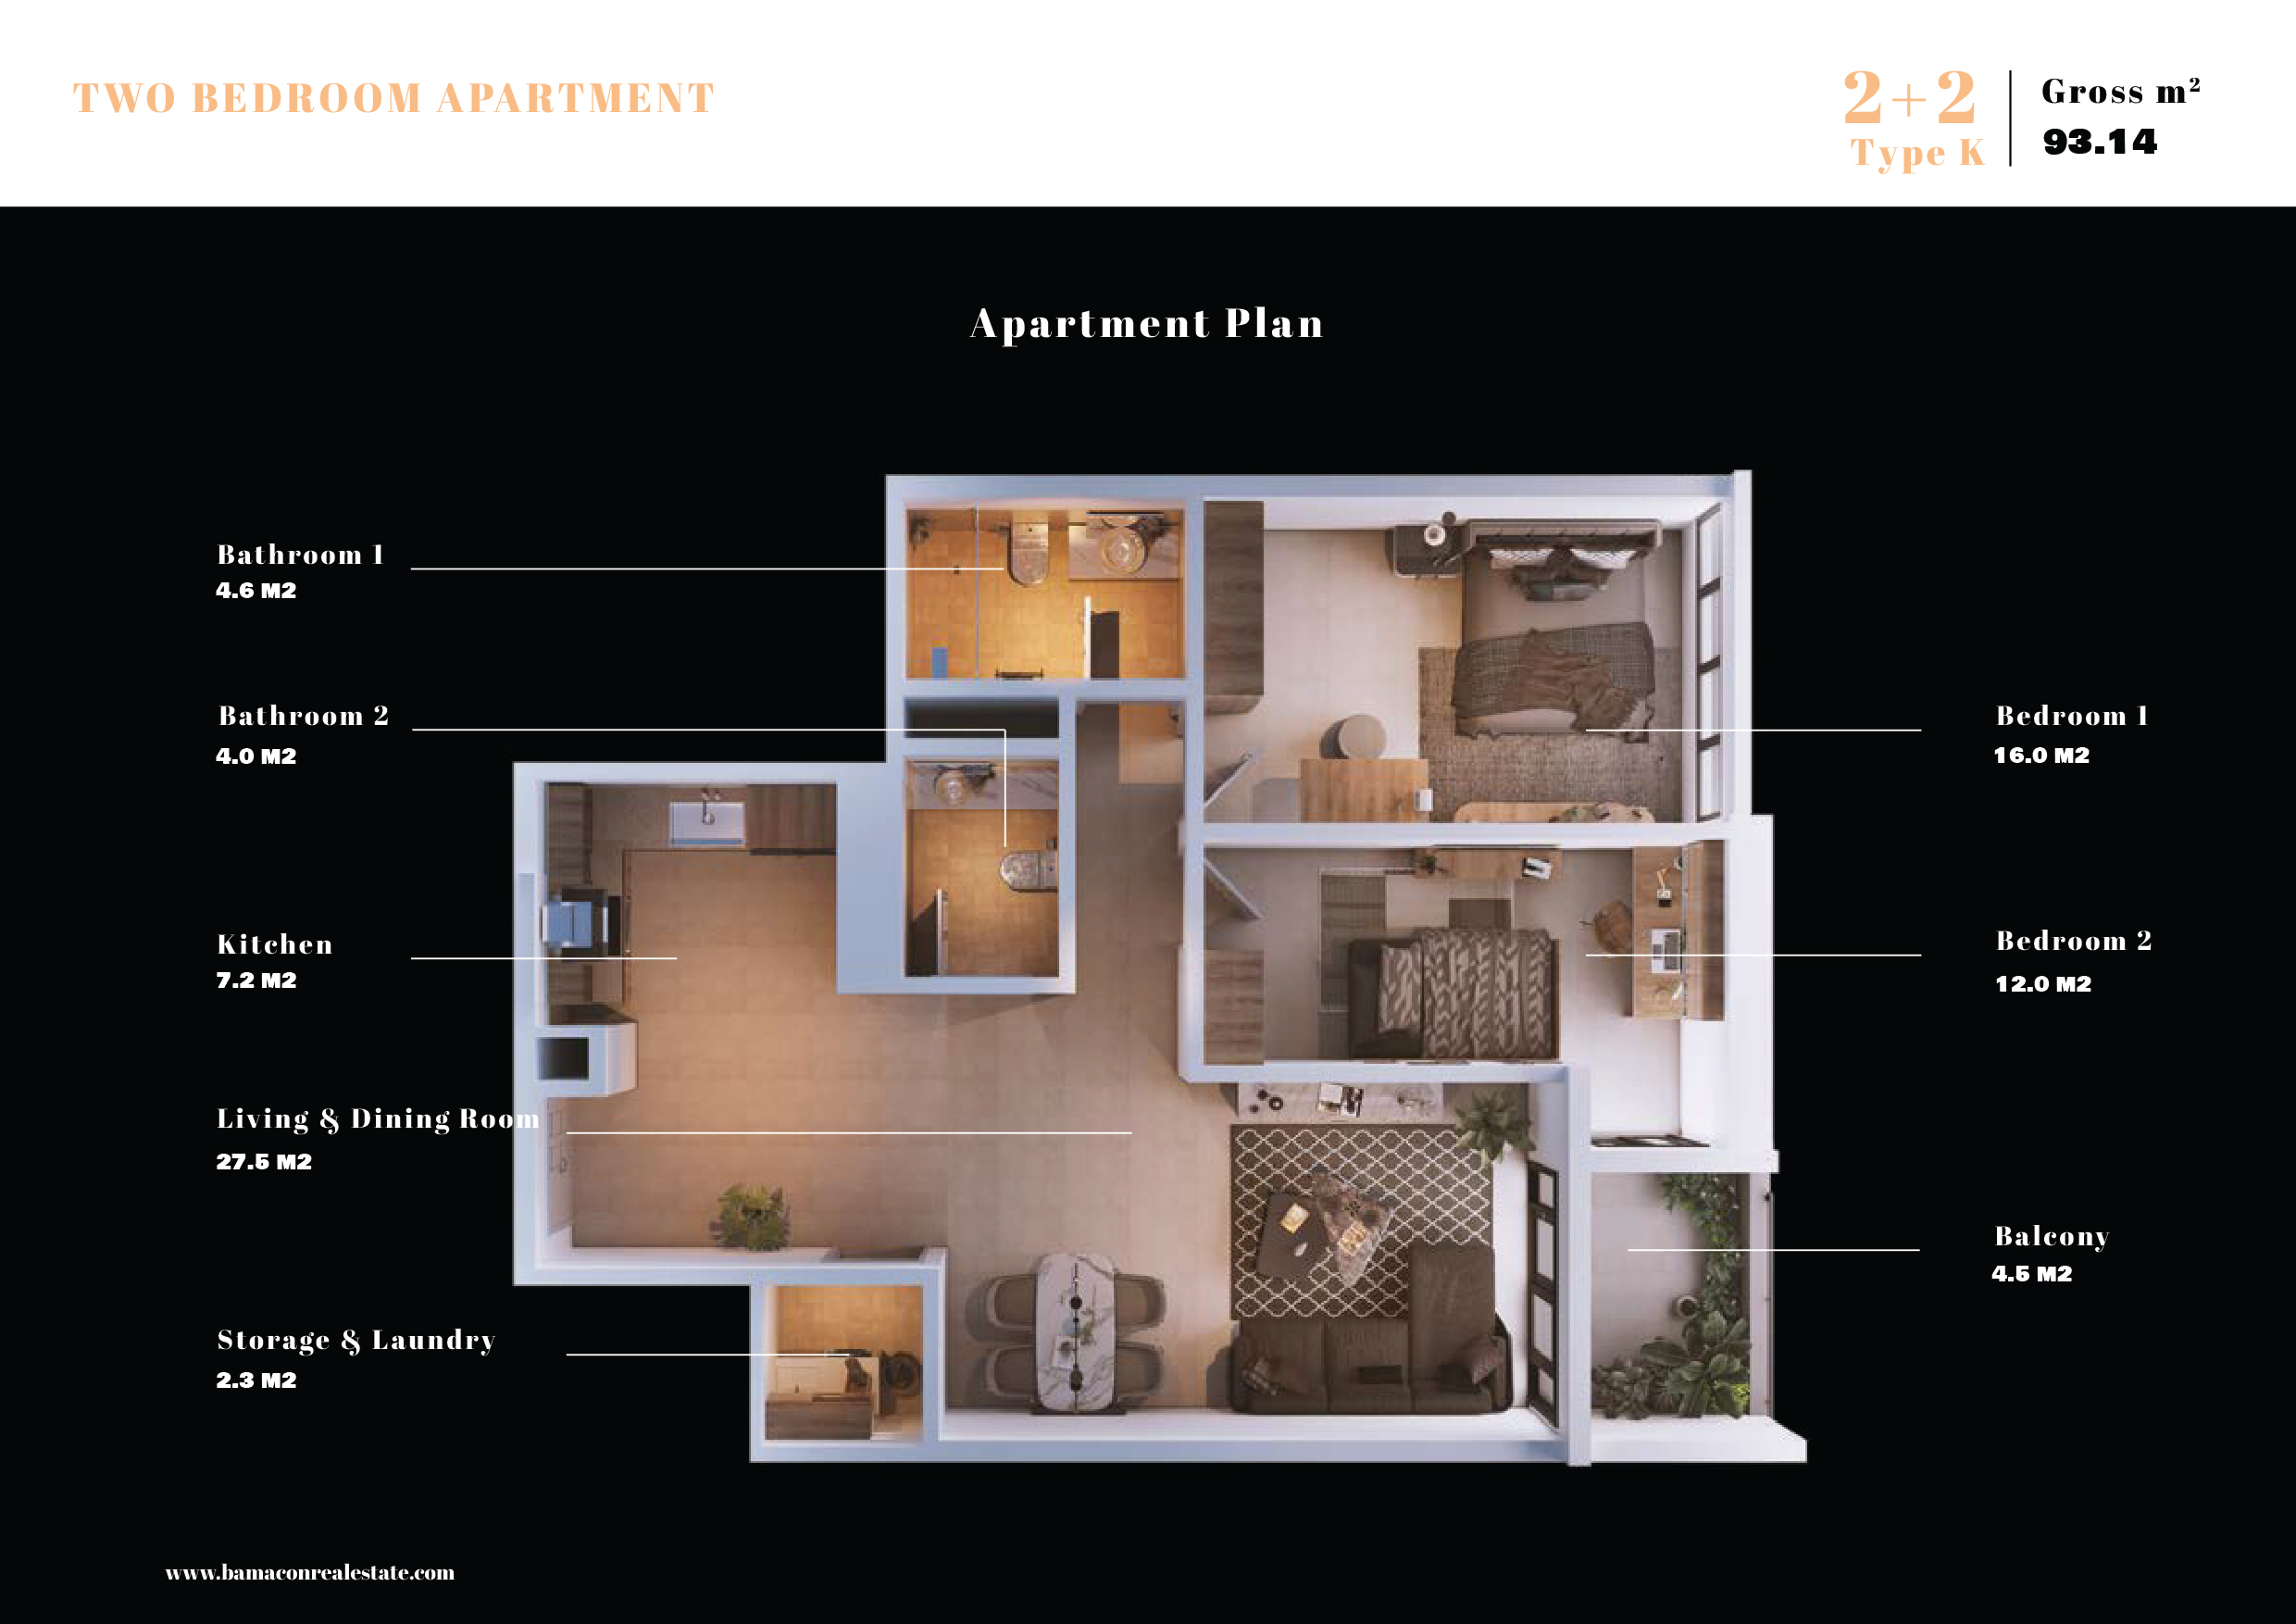 TWO BEDROOM APARTMENT
2+2
Type K
Gross m²
93.14
Apartment Plan
Bathroom 1
4.6 M2
Bathroom 2
4.0 M2
Kitchen
7.2 M2
Living & Dining Room
27.5 M2
Storage & Laundry
2.3 M2
Bedroom 1
16.0 M2
Bedroom 2
12.0 M2
Balcony
4.5 M2
www.bamaconrealestate.com